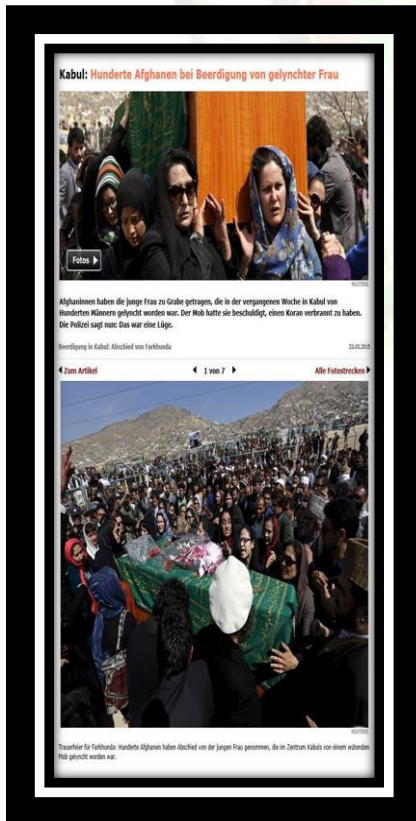 Kabul: Hunderte Afghanen bei Beerdigung von gelynchter Frau
Fotos
REUTERS
Afghaninnen haben die junge Frau zu Grabe getragen, die in der vergangenen Woche in Kabul von
Hunderten Männern gelyncht worden war. Der Mob hatte sie beschuldigt, einen Koran verbrannt zu haben.
Die Polizei sagt nun: Das war eine Lüge.
Beerdigung in Kabul: Abschied von Farkhunda 23.03.2015
Zum Artikel 1 von 7 Alle Fotostrecken
REUTERS
Trauerfeier für Farkhunda: Hunderte Afghanen haben Abschied von der jungen Frau genommen, die im Zentrum Kabuls von einem wütenden
Mob gelyncht worden war.